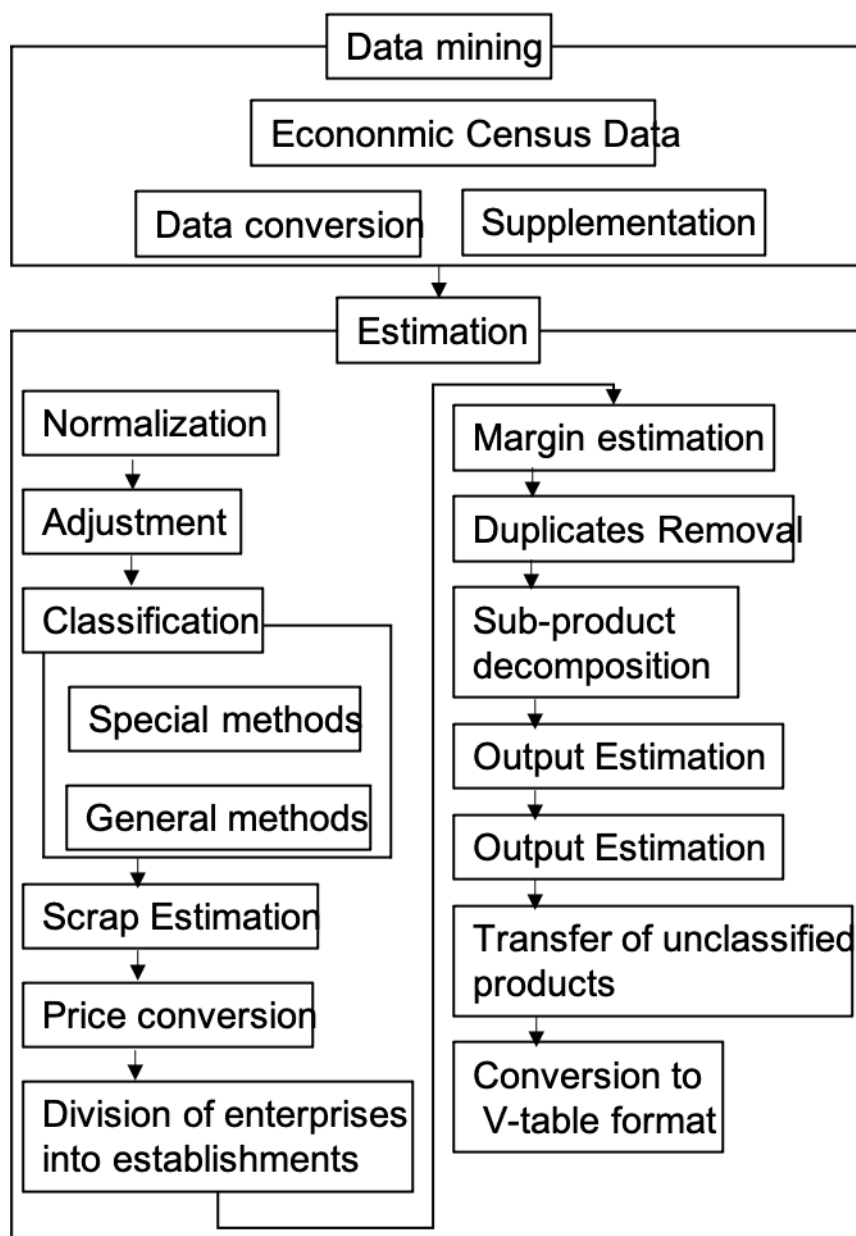 Data mining
Econonmic Census Data
Data conversion
Supplementation
Estimation
Normalization
Adjustment
Classification
Special methods
General methods
Scrap Estimation
Price conversion
Division of enterprises
into establishments
Margin estimation
Duplicates Removal
Sub-product
decomposition
Output Estimation
Output Estimation
Transfer of unclassified
products
Conversion to
V-table format